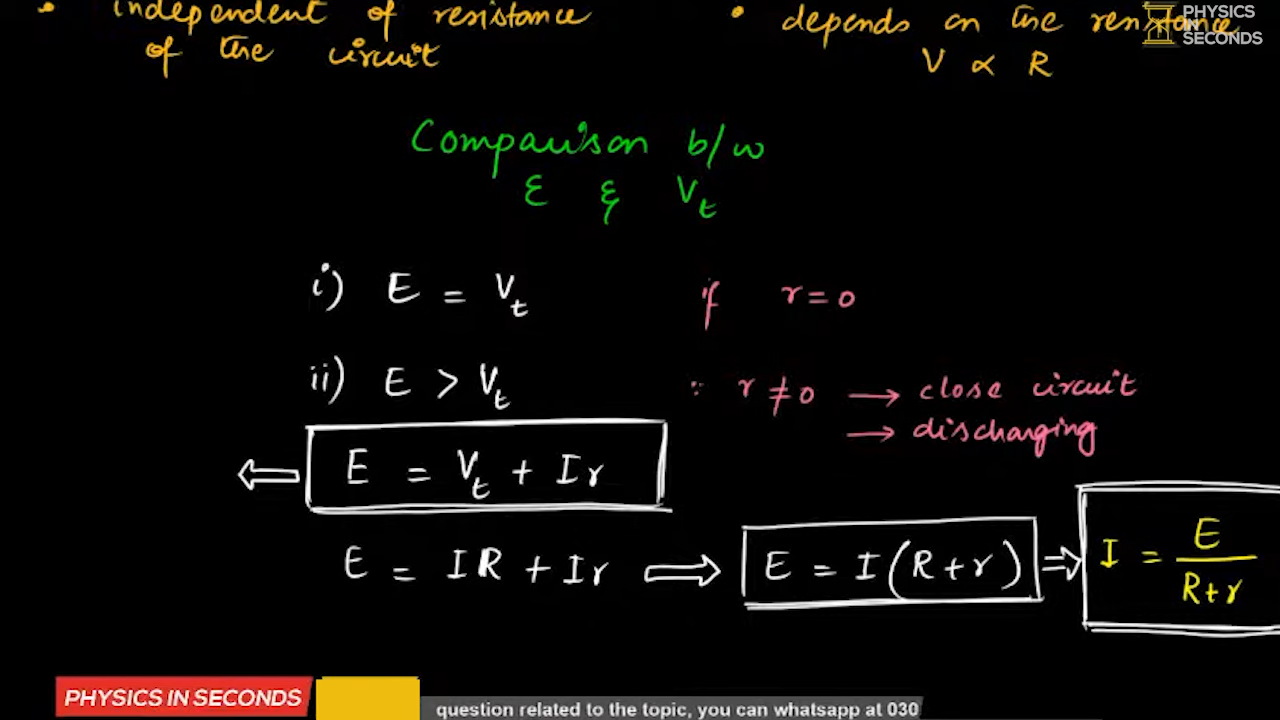 • independent of resistance
of the circuit
• depends on the resistance
V ∝ R
PHYSICS
IN
SECONDS
Comparison b/w
ε & Vt
i) E = Vt if r = 0
ii) E > Vt ∵ r ≠ 0 → close circuit
→ discharging
⇐ E = Vt + Ir
E = IR + Ir ⇒ E = I(R+r) ⇒ I = E/R+r
PHYSICS IN SECONDS
question related to the topic, you can whatsapp at 030